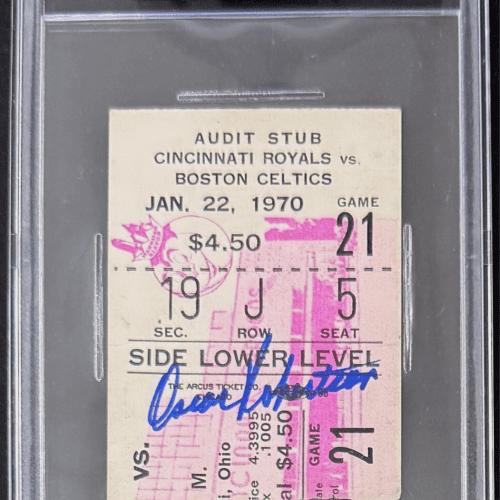 AUDIT STUB
CINCINNATI ROYALS vs.
BOSTON CELTICS
JAN. 22, 1970
GAME
21
$4.50
19 J 5
SEC. ROW SEAT
SIDE LOWER LEVEL
THE ARCUS TICKET CO.
Oscar Robertson
VS.
M.
, Ohio
4.3995
.1005
$4.50
GAME
21